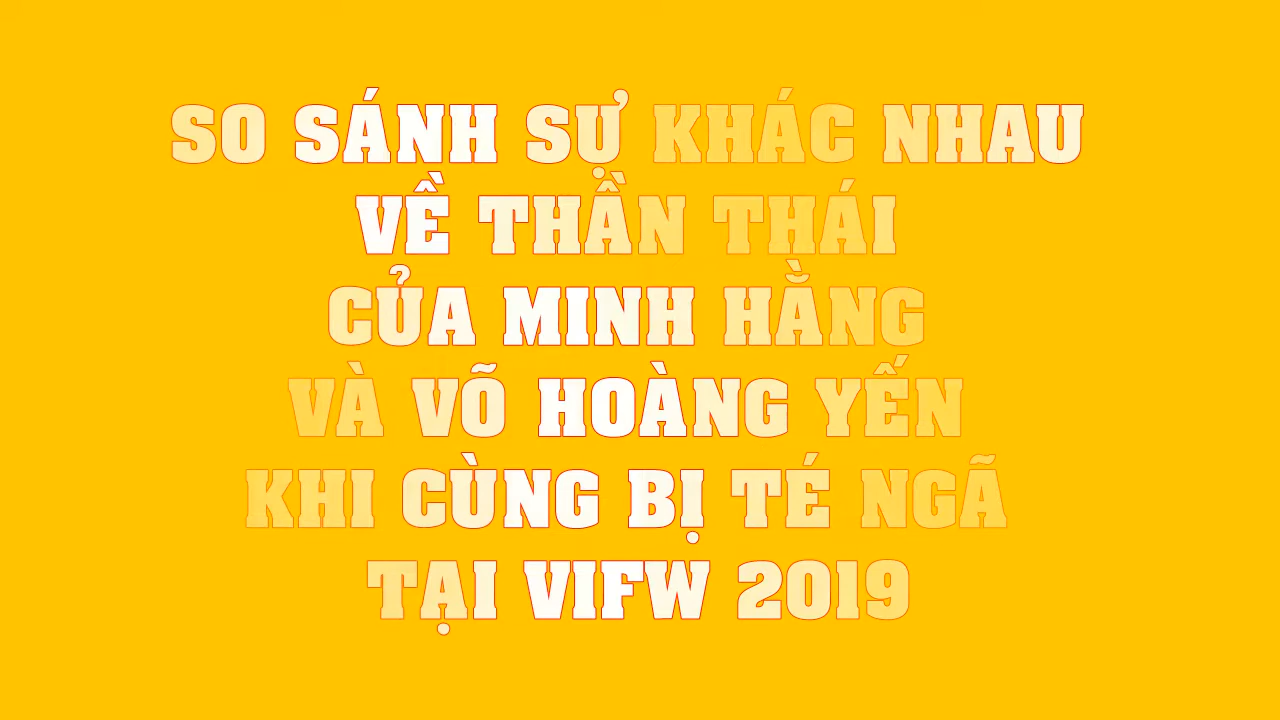 SO SÁNH SỰ KHÁC NHAU
VỀ THẦN THÁI
CỦA MINH HẰNG
VÀ VÕ HOÀNG YẾN
KHI CÙNG BỊ TÉ NGÃ
TẠI VIFW 2019